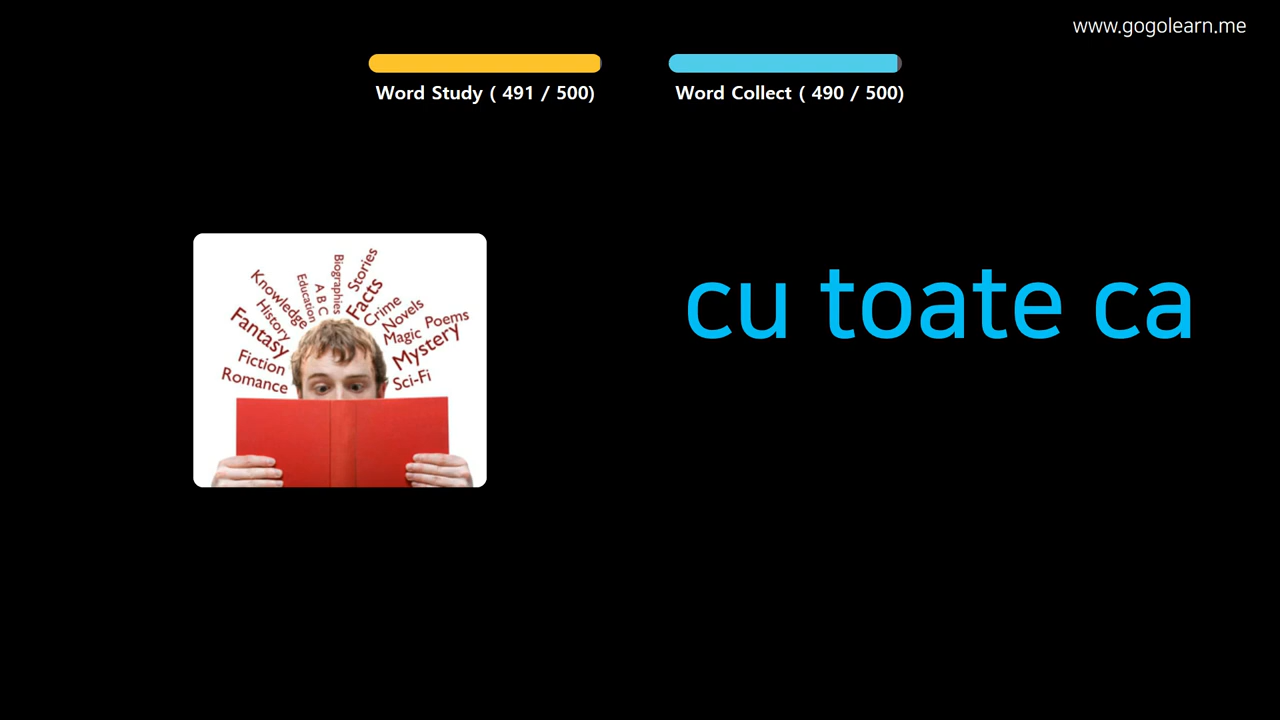 www.gogolearn.me
Word Study ( 491 / 500)
Word Collect ( 490 / 500)
cu toate ca
Stories
Biographies
Facts
A B C
Education
Crime
Knowledge
Novels
History
Magic
Poems
Fantasy
Mystery
Fiction
Romance
Sci-Fi